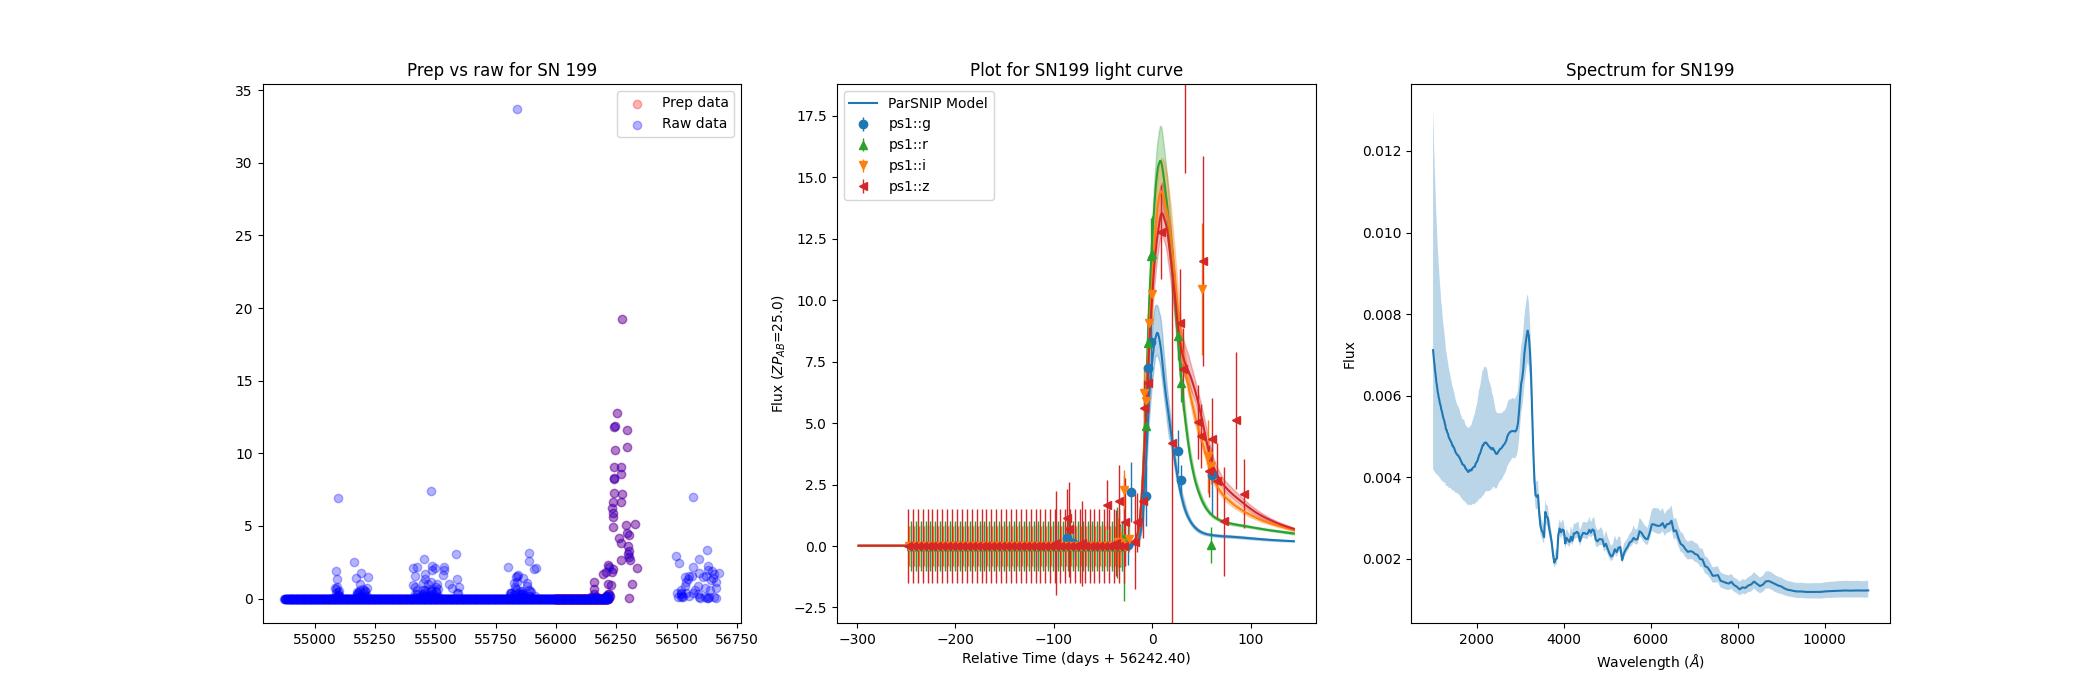 Prep vs raw for SN 199
35
30
25
20
15
10
5
0
55000 55250 55500 55750 56000 56250 56500 56750
Prep data
Raw data
Plot for SN199 light curve
Flux (ZP_AB=25.0)
17.5
15.0
12.5
10.0
7.5
5.0
2.5
0.0
−2.5
−300 −200 −100 0 100
Relative Time (days + 56242.40)
ParSNIP Model
ps1::g
ps1::r
ps1::i
ps1::z
Spectrum for SN199
Flux
0.012
0.010
0.008
0.006
0.004
0.002
2000 4000 6000 8000 10000
Wavelength (Å)